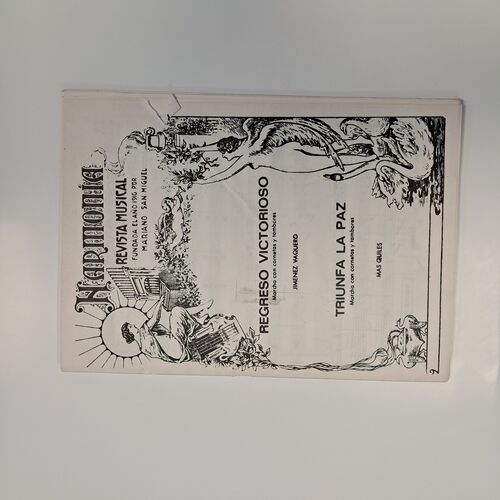 HARMONÍA
REVISTA MUSICAL
FUNDADA EL AÑO 1916 POR
MARIANO SAN MIGUEL
REGRESO VICTORIOSO
Marcha con cornetas y tambores
JIMENEZ VAQUERO
TRIUNFA LA PAZ
Marcha con cornetas y tambores
MAS QUILES